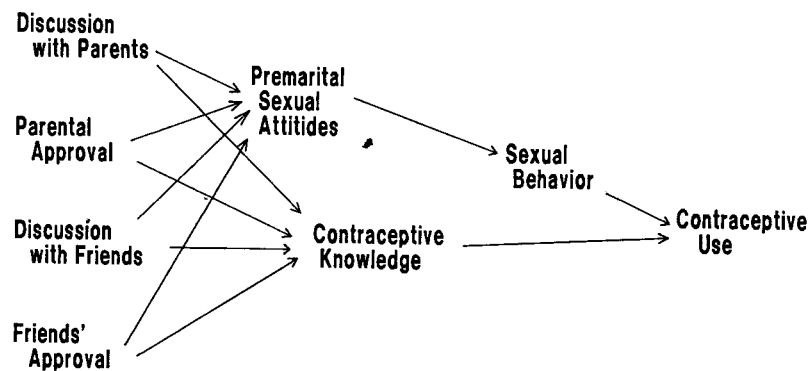 Discussion
with Parents
Parental
Approval
Discussion
with Friends
Friends'
Approval
Premarital
Sexual
Attitides
Contraceptive
Knowledge
Sexual
Behavior
Contraceptive
Use